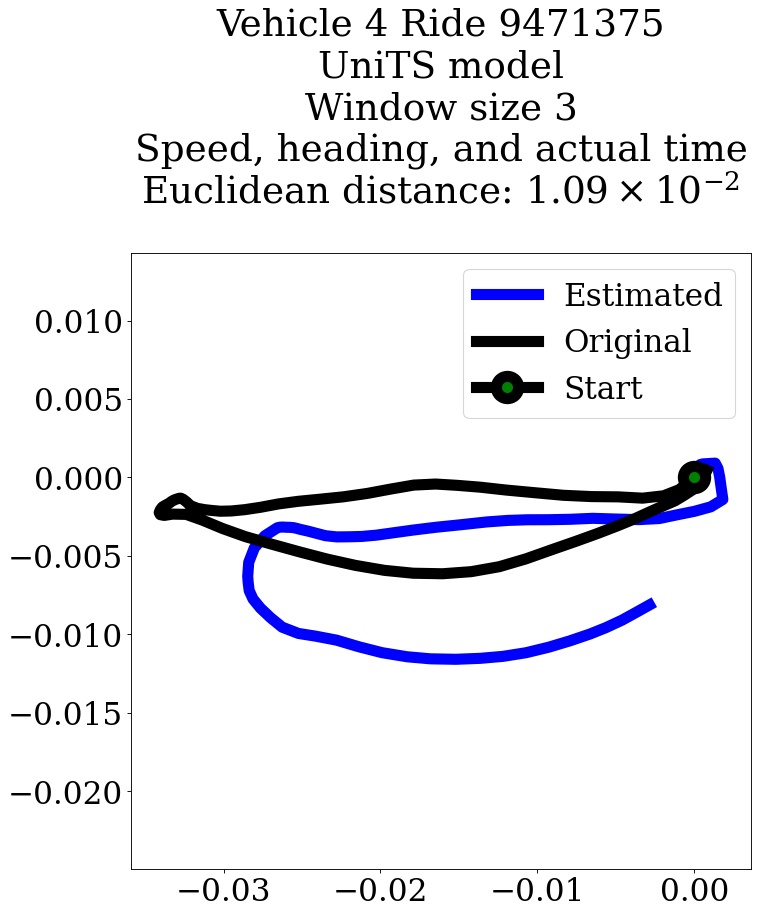 Vehicle 4 Ride 9471375
UniTS model
Window size 3
Speed, heading, and actual time
Euclidean distance: 1.09 × 10⁻²
Estimated
Original
Start
0.010
0.005
0.000
−0.005
−0.010
−0.015
−0.020
−0.03 −0.02 −0.01 0.00